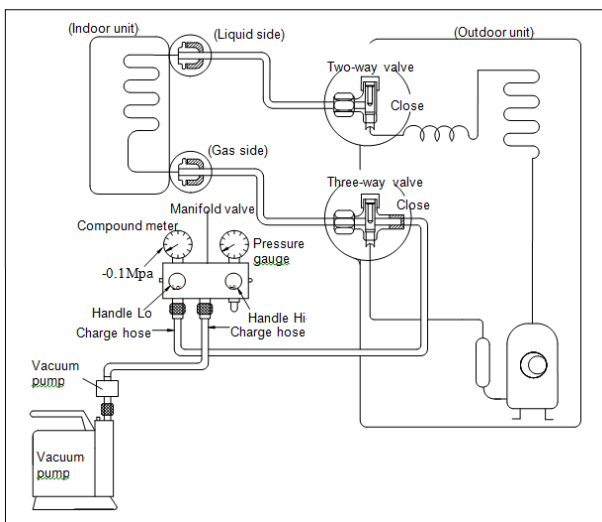 (Indoor unit)
(Liquid side)
(Outdoor unit)
Two-way valve
Close
(Gas side)
Three-way valve
Close
Manifold valve
Compound meter
Pressure
gauge
-0.1Mpa
Handle Lo
Handle Hi
Charge hose
Charge hose
Vacuum
pump
Vacuum
pump